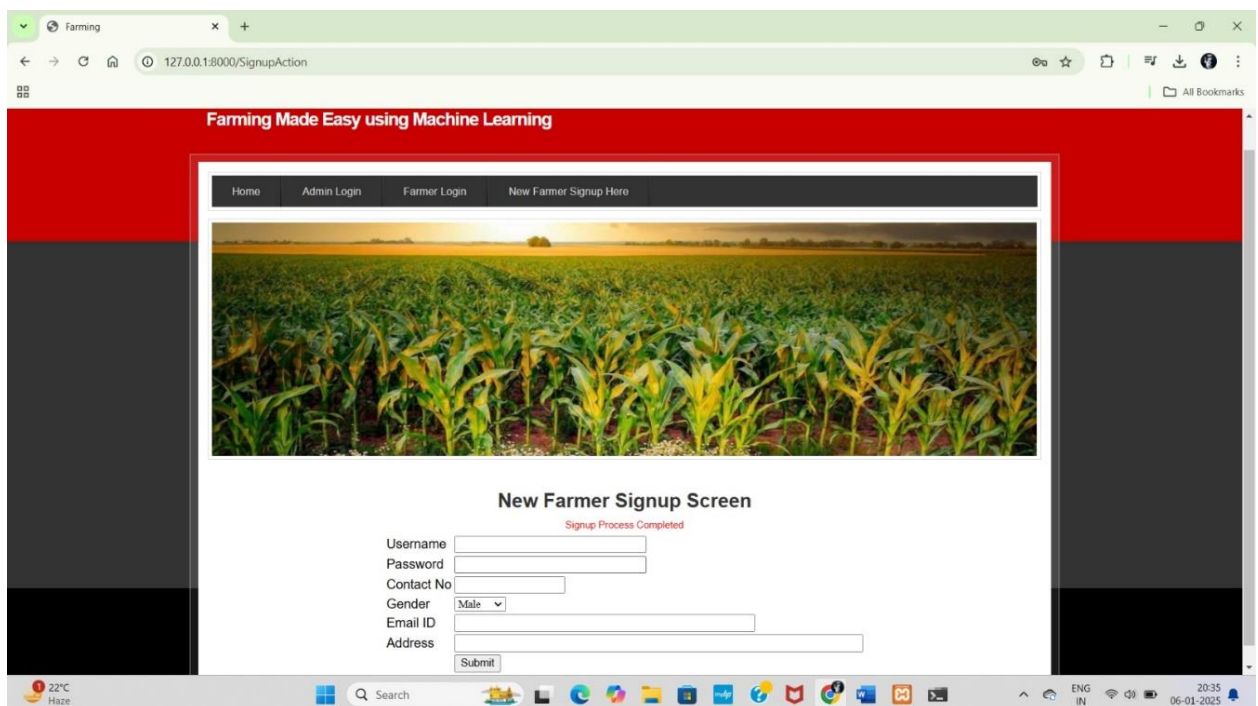 Farming
127.0.0.1:8000/SignupAction
All Bookmarks
Farming Made Easy using Machine Learning
Home Admin Login Farmer Login New Farmer Signup Here
New Farmer Signup Screen
Signup Process Completed
Username
Password
Contact No
Gender Male
Email ID
Address
Submit
1
22°C
Haze
Search
ENG
IN
20:35
06-01-2025